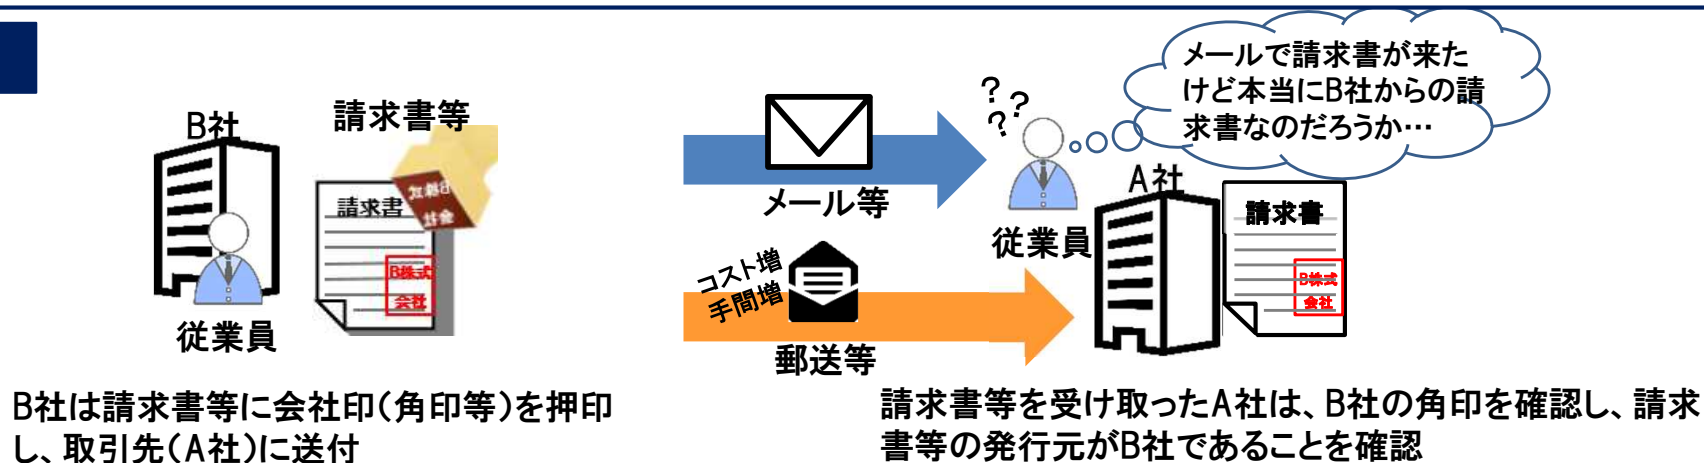 B社
請求書等
請求書
B株式
会社
従業員
B社は請求書等に会社印(角印等)を押印
し、取引先(A社)に送付
メール等
コスト増
手間増
郵送等
???
メールで請求書が来た
けど本当にB社からの請
求書なのだろうか…
従業員
A社
請求書
B株式
会社
請求書等を受け取ったA社は、B社の角印を確認し、請求
書等の発行元がB社であることを確認